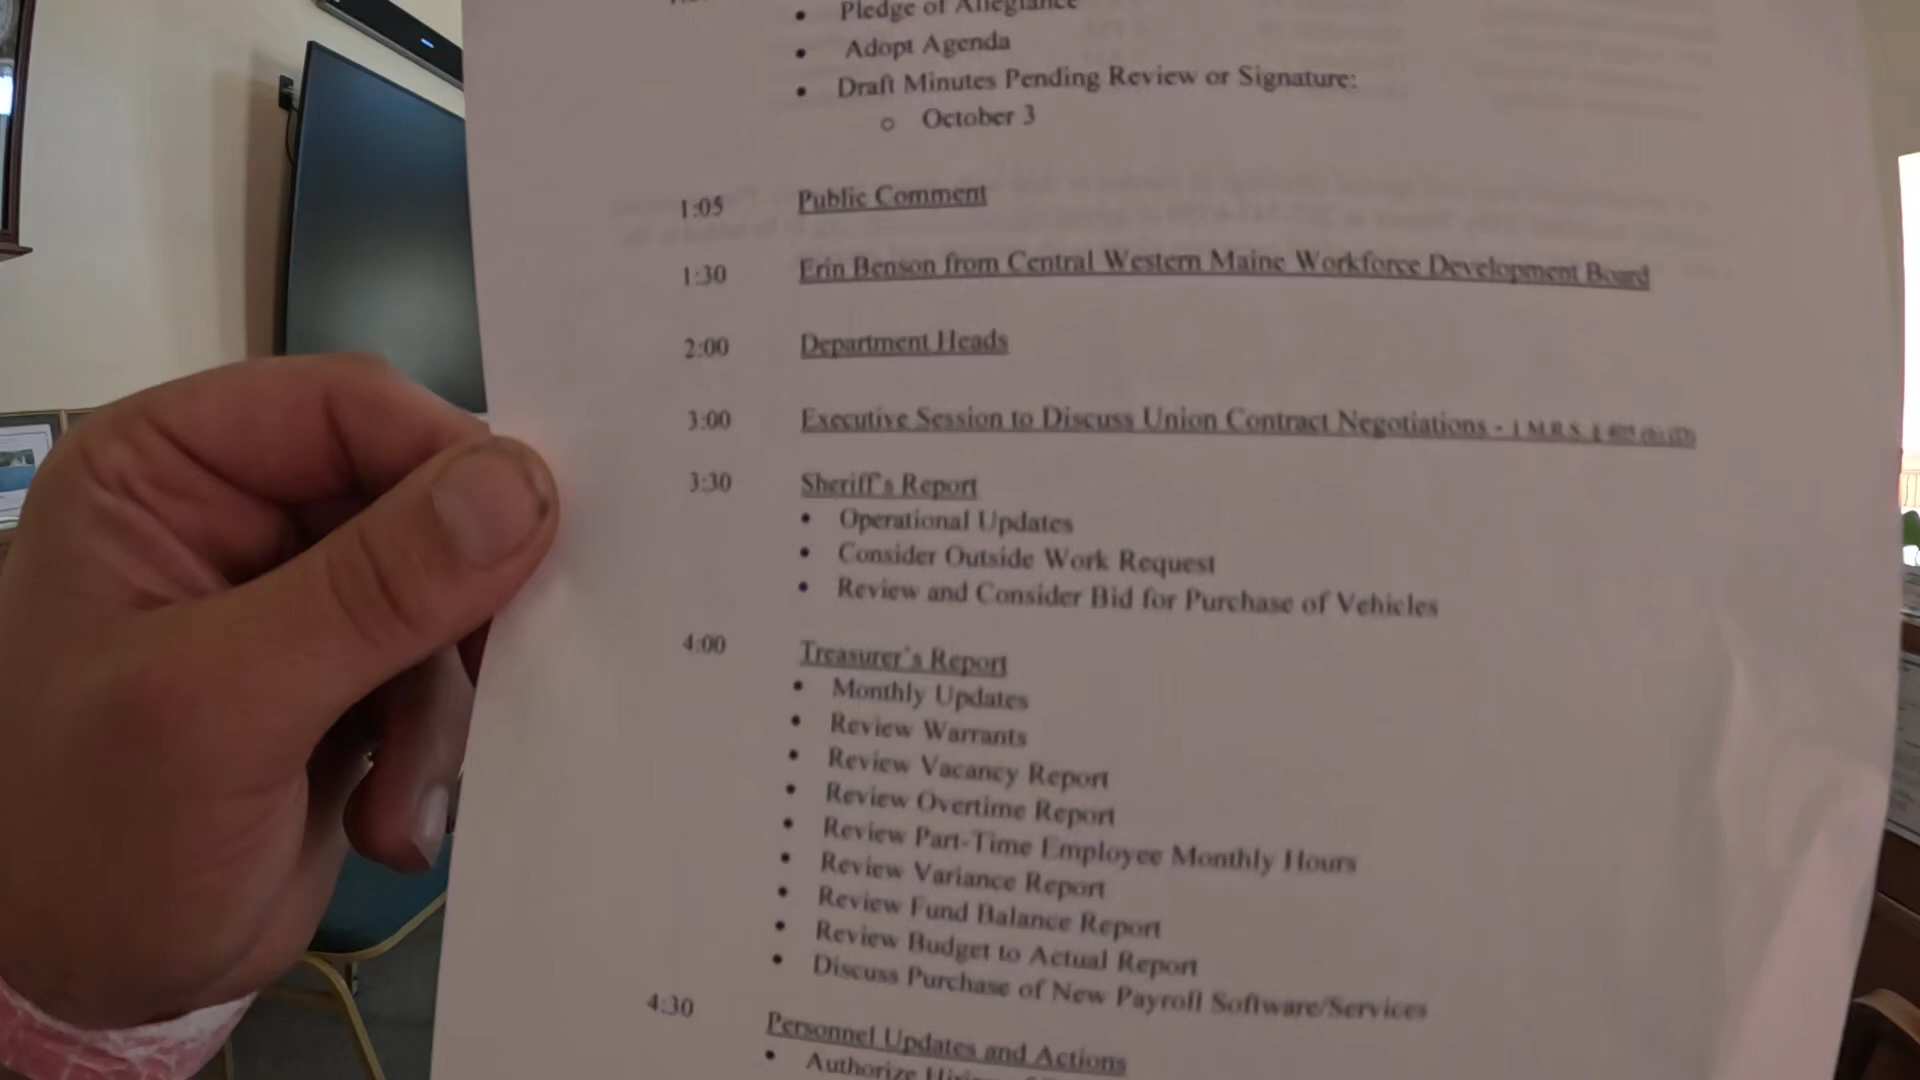 Pledge of Allegiance
Adopt Agenda
Draft Minutes Pending Review or Signature:
October 3
1:05 Public Comment
1:30 Erin Benson from Central Western Maine Workforce Development Board
2:00 Department Heads
3:00 Executive Session to Discuss Union Contract Negotiations - 1 M.R.S. §
3:30 Sheriff's Report
Operational Updates
Consider Outside Work Request
Review and Consider Bid for Purchase of Vehicles
4:00 Treasurer's Report
Monthly Updates
Review Warrants
Review Vacancy Report
Review Overtime Report
Review Part-Time Employee Monthly Hours
Review Variance Report
Review Fund Balance Report
Review Budget to Actual Report
Discuss Purchase of New Payroll Software/Services
4:30 Personnel Updates and Actions
Authorize